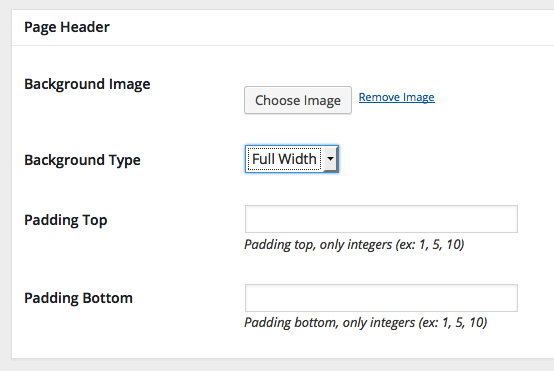 Page Header
Background Image
Choose Image
Remove Image
Background Type
Full Width
Padding Top
Padding top, only integers (ex: 1, 5, 10)
Padding Bottom
Padding bottom, only integers (ex: 1, 5, 10)